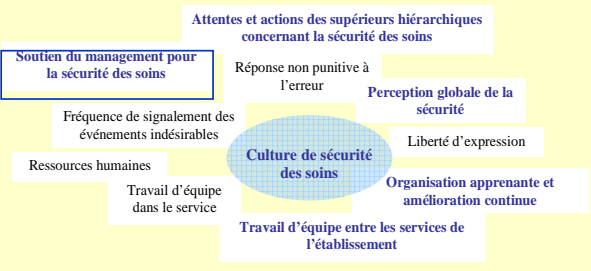 Attentes et actions des supérieurs hiérarchiques
concernant la sécurité des soins
Soutien du management pour
la sécurité des soins
Réponse non punitive à
l’erreur
Perception globale de la
sécurité
Fréquence de signalement des
événements indésirables
Liberté d’expression
Culture de sécurité
des soins
Ressources humaines
Travail d’équipe
dans le service
Organisation apprenante et
amélioration continue
Travail d’équipe entre les services de
l’établissement